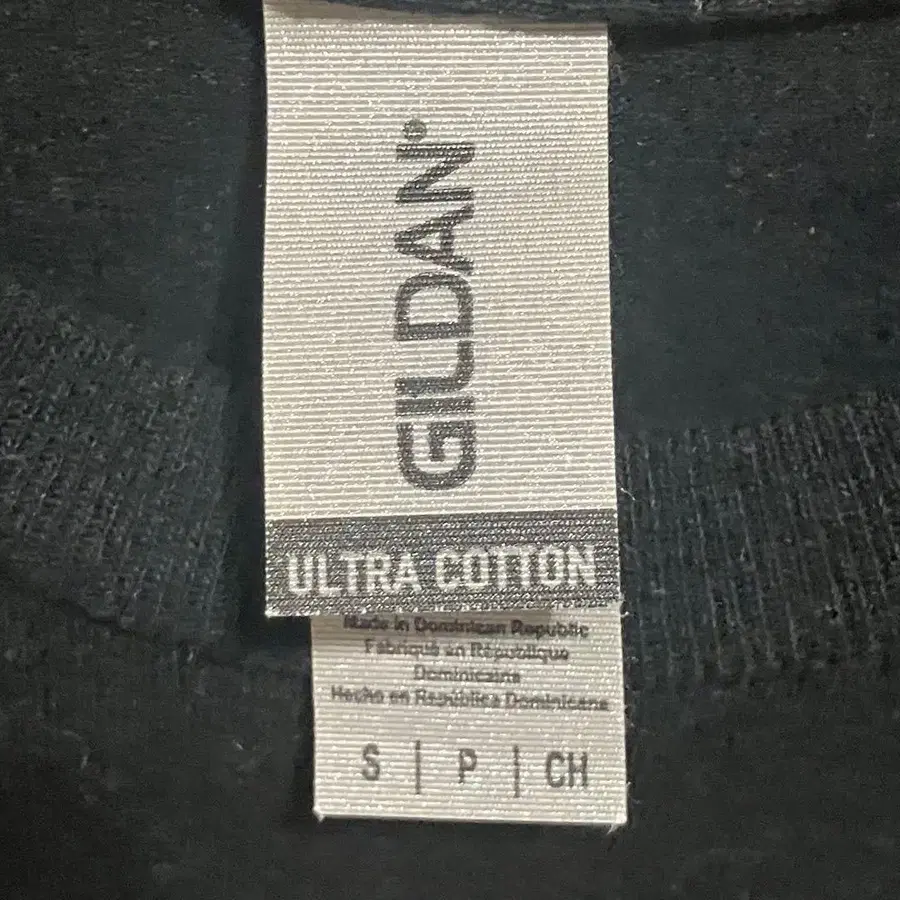 GILDAN®
ULTRA COTTON
Made in Dominican Republic
Fabriqué en République
Dominicaine
Hecho en República Dominicana
S | P | CH